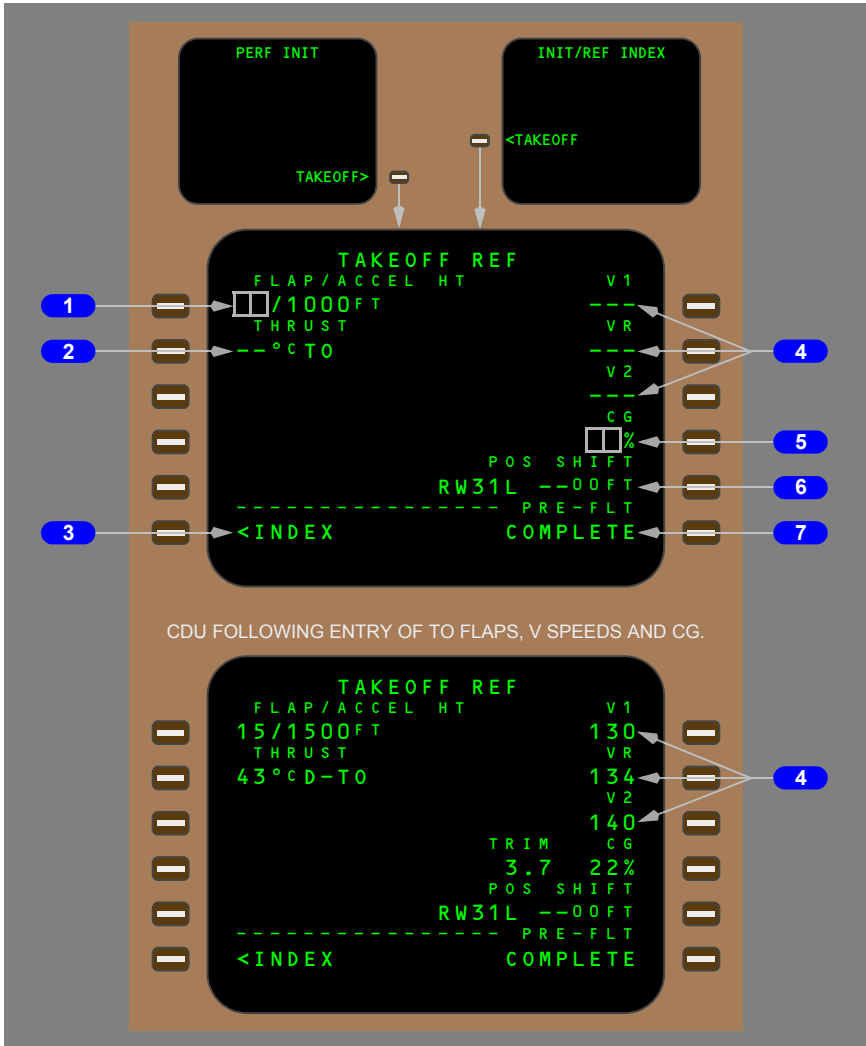 PERF INIT
INIT/REF INDEX
<TAKEOFF
TAKEOFF>
TAKEOFF REF
FLAP/ACCEL HT V1
1 □□/1000FT ---
THRUST VR
2 --°C TO --- 4
V2
---
CG
□□% 5
POS SHIFT
RW31L --00FT 6
---------------- PRE-FLT
3 <INDEX COMPLETE 7
CDU FOLLOWING ENTRY OF TO FLAPS, V SPEEDS AND CG.
TAKEOFF REF
FLAP/ACCEL HT V1
15/1500FT 130
THRUST VR
43°C D-TO 134 4
V2
140
TRIM CG
3.7 22%
POS SHIFT
RW31L --00FT
---------------- PRE-FLT
<INDEX COMPLETE